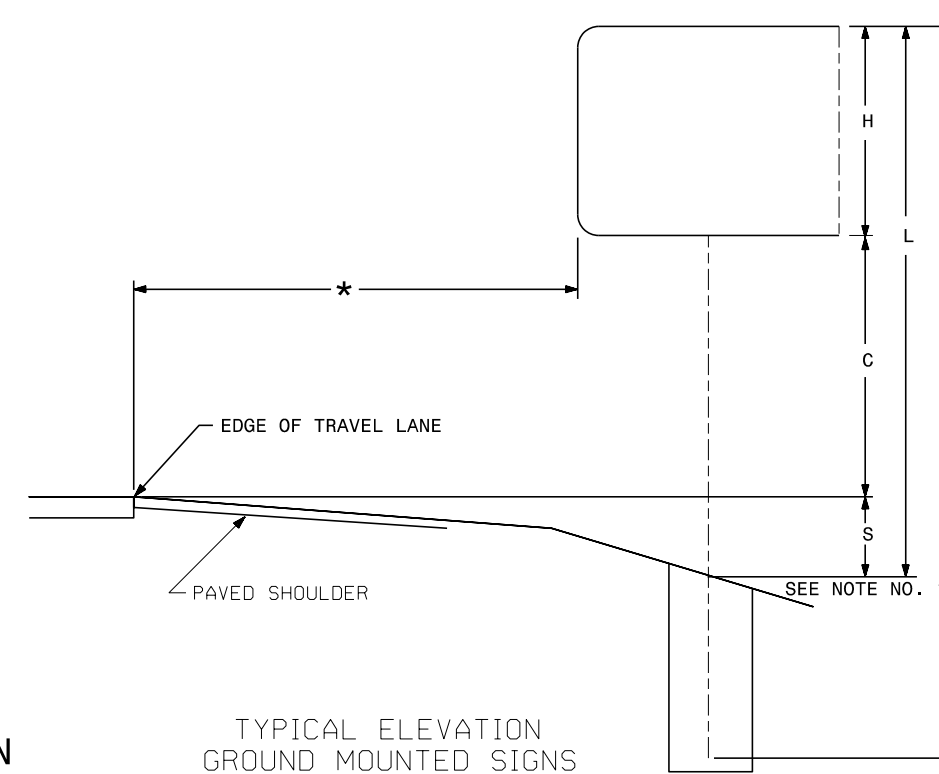 H
L
*
C
EDGE OF TRAVEL LANE
S
PAVED SHOULDER
SEE NOTE NO.
TYPICAL ELEVATION
GROUND MOUNTED SIGNS
N